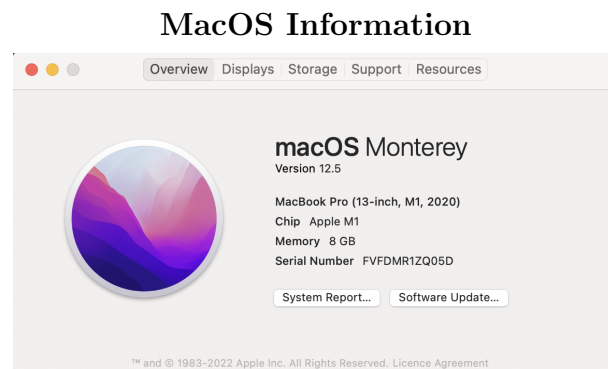 MacOS Information
Overview Displays Storage Support Resources
macOS Monterey
Version 12.5
MacBook Pro (13-inch, M1, 2020)
Chip Apple M1
Memory 8 GB
Serial Number FVFDMR1ZQ05D
System Report... Software Update...
™ and © 1983-2022 Apple Inc. All Rights Reserved. Licence Agreement